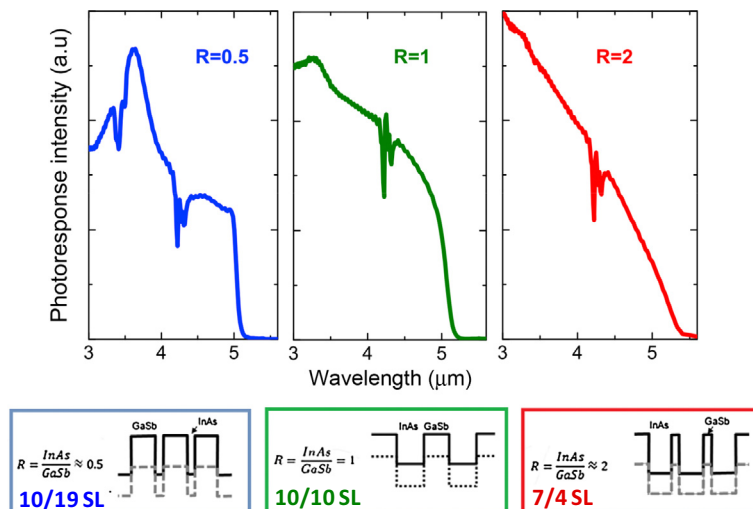 Photoresponse intensity (a.u)
R=0.5
R=1
R=2
3 4 5
3 4 5
3 4 5
Wavelength (μm)
GaSb
InAs
R = InAs/GaSb ≈ 0.5
10/19 SL
InAs GaSb
R = InAs/GaSb = 1
10/10 SL
InAs GaSb
R = InAs/GaSb ≈ 2
7/4 SL